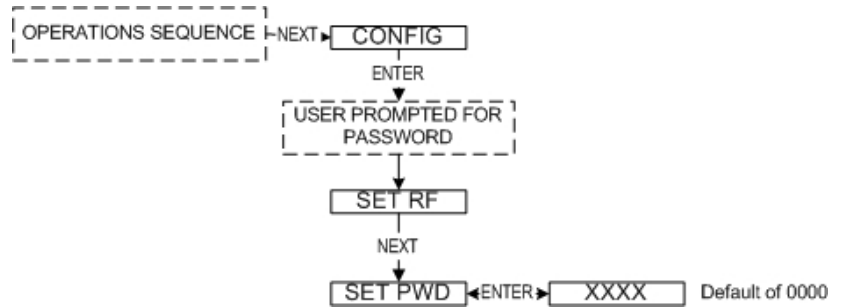 OPERATIONS SEQUENCE NEXT CONFIG
ENTER
USER PROMPTED FOR
PASSWORD
SET RF
NEXT
SET PWD ENTER XXXX Default of 0000